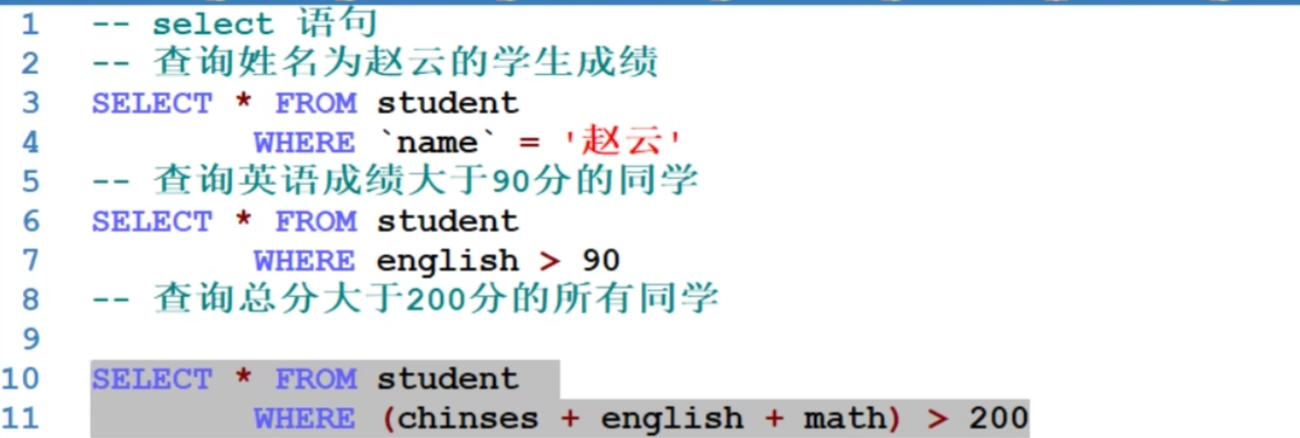 1 -- select 语句
2 -- 查询姓名为赵云的学生成绩
3 SELECT * FROM student
4 WHERE `name` = '赵云'
5 -- 查询英语成绩大于90分的同学
6 SELECT * FROM student
7 WHERE english > 90
8 -- 查询总分大于200分的所有同学
9
10 SELECT * FROM student
11 WHERE (chinses + english + math) > 200